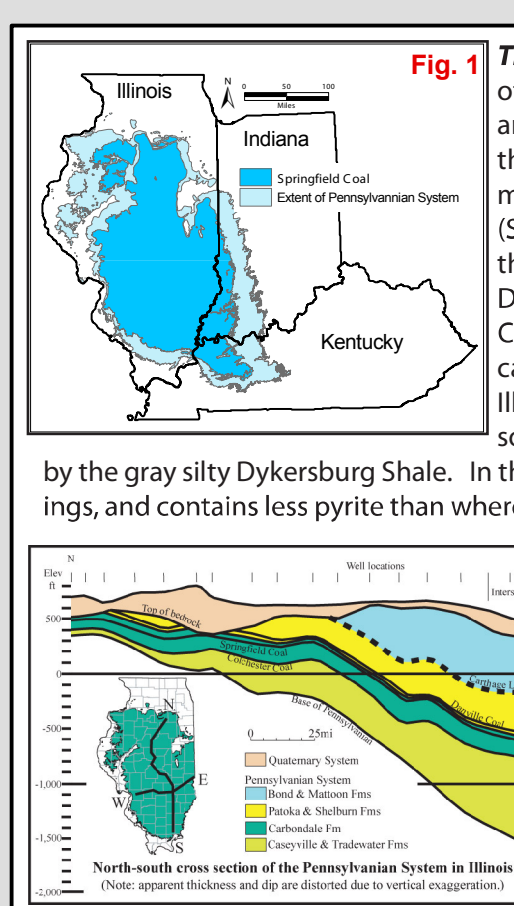 Fig. 1
Illinois
N
0 50 100
Miles
Indiana
Springfield Coal
Extent of Pennsylvannian System
Kentucky
by the gray silty Dykersburg Shale. In th
ings, and contains less pyrite than where
N
Elev
ft
Well locations
Inters
500
0
-500
-1,000
-1,500
-2,000
Top of bedrock
Springfield Coal
Colchester Coal
Base of Pennsylvanian
Carthage L
Danville Coal
N
W
E
S
0 25mi
Quaternary System
Pennsylvanian System
Bond & Mattoon Fms
Patoka & Shelburn Fms
Carbondale Fm
Caseyville & Tradewater Fms
North-south cross section of the Pennsylvanian System in Illinois
(Note: apparent thickness and dip are distorted due to vertical exaggeration.)